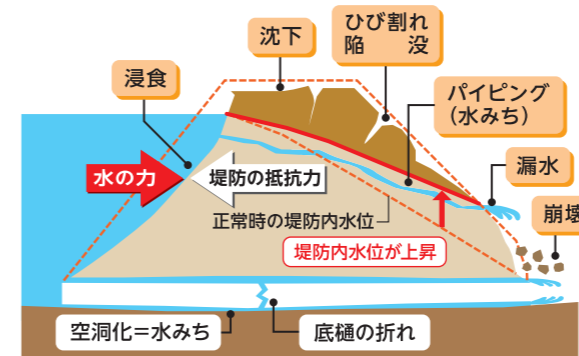 ひび割れ
陥　没
沈下
浸食
パイピング
(水みち)
漏水
水の力
堤防の抵抗力
正常時の堤防内水位
崩壊
堤防内水位が上昇
空洞化＝水みち
底樋の折れ